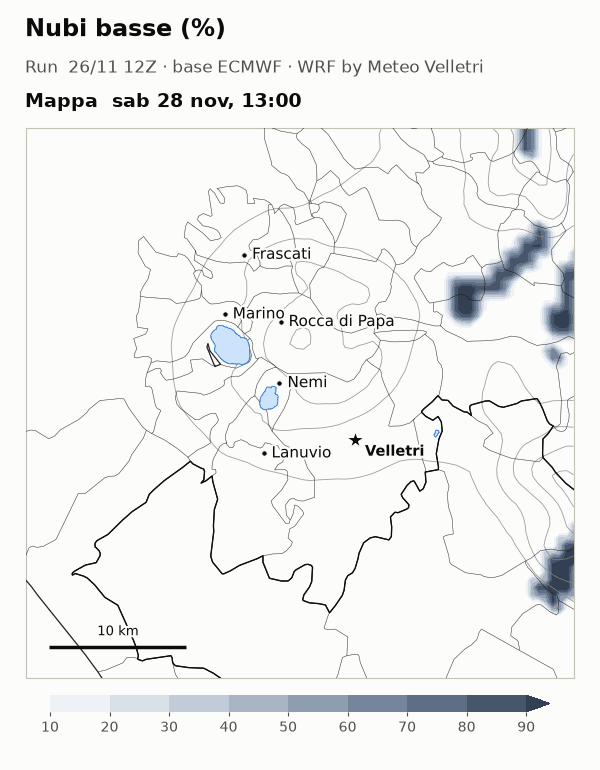 Nubi basse (%)
Run  26/11 12Z · base ECMWF · WRF by Meteo Velletri
Mappa  sab 28 nov, 13:00
Frascati
Marino
Rocca di Papa
Nemi
Velletri
Lanuvio
10 km
10 20 30 40 50 60 70 80 90